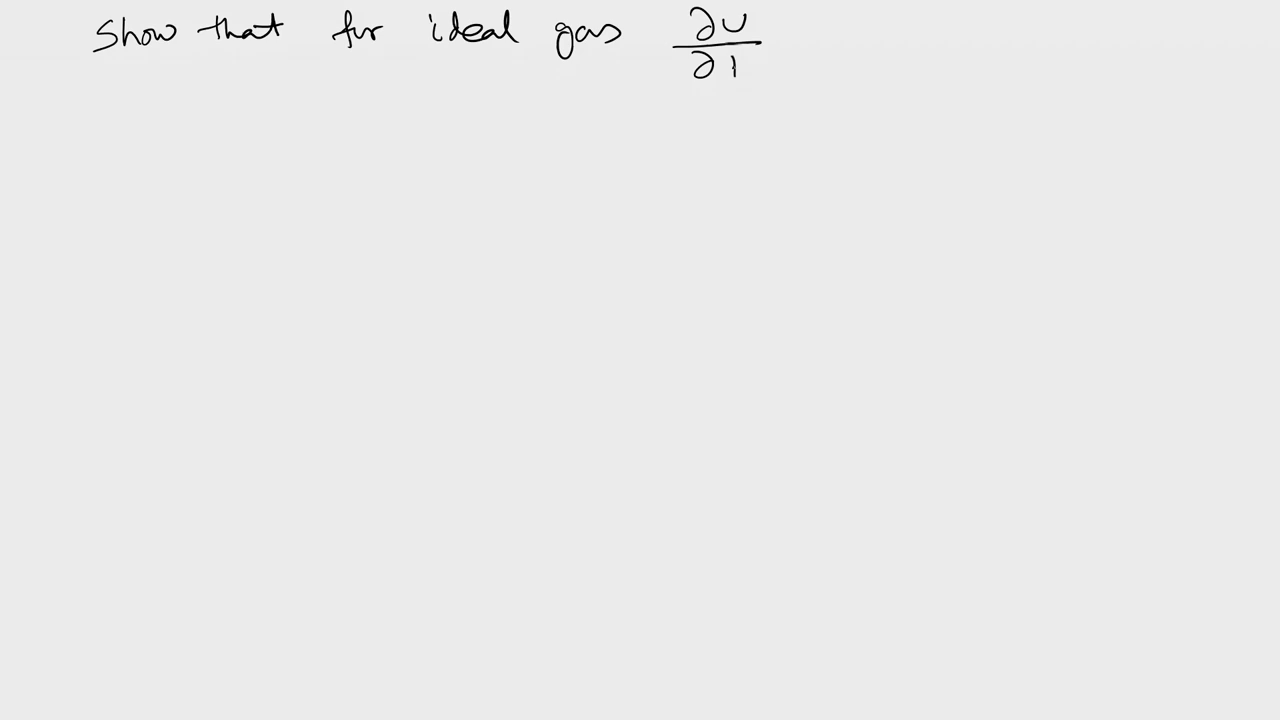 Show that for ideal gas ∂U/∂